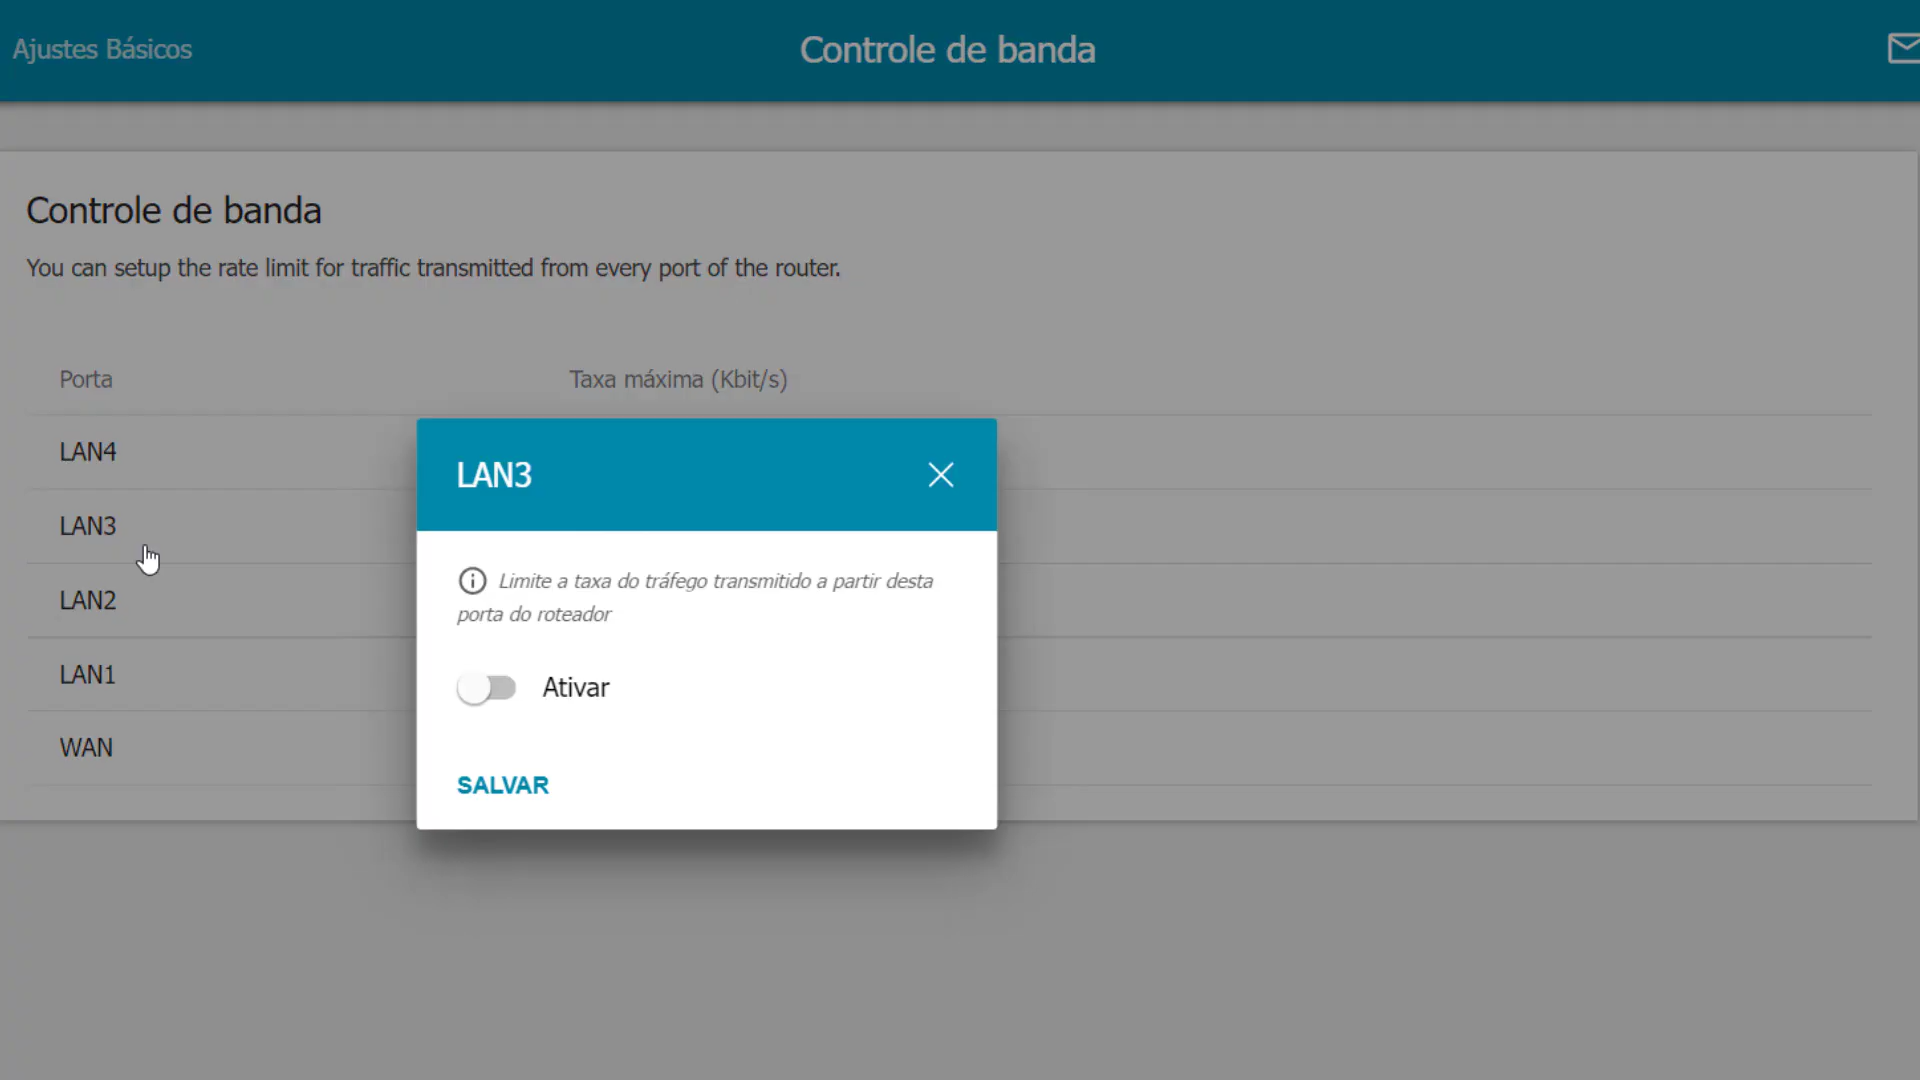 Ajustes Básicos
Controle de banda
Controle de banda
You can setup the rate limit for traffic transmitted from every port of the router.
Porta
Taxa máxima (Kbit/s)
LAN4
LAN3
LAN2
LAN1
WAN
LAN3
Limite a taxa do tráfego transmitido a partir desta
porta do roteador
Ativar
SALVAR